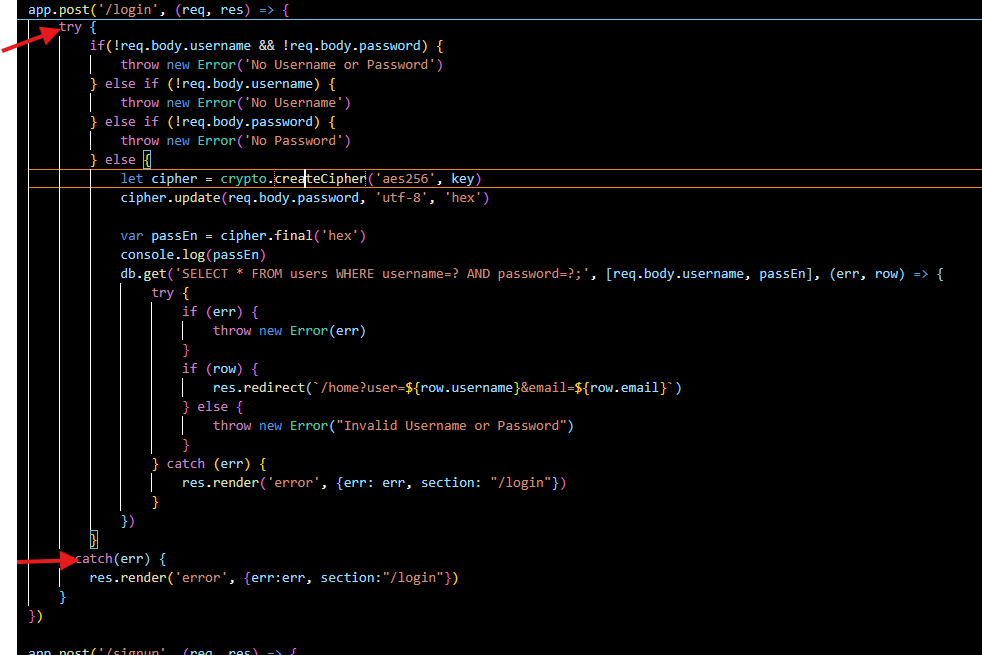 app.post('/login', (req, res) => {
try {
if(!req.body.username && !req.body.password) {
throw new Error('No Username or Password')
} else if (!req.body.username) {
throw new Error('No Username')
} else if (!req.body.password) {
throw new Error('No Password')
} else {
let cipher = crypto.createCipher('aes256', key)
cipher.update(req.body.password, 'utf-8', 'hex')
var passEn = cipher.final('hex')
console.log(passEn)
db.get('SELECT * FROM users WHERE username=? AND password=?;', [req.body.username, passEn], (err, row) => {
try {
if (err) {
throw new Error(err)
}
if (row) {
res.redirect(`/home?user=${row.username}&email=${row.email}`)
} else {
throw new Error("Invalid Username or Password")
}
} catch (err) {
res.render('error', {err: err, section: "/login"})
}
})
}
catch(err) {
res.render('error', {err:err, section:"/login"})
}
})
app.post('/signup', (req, res) => {